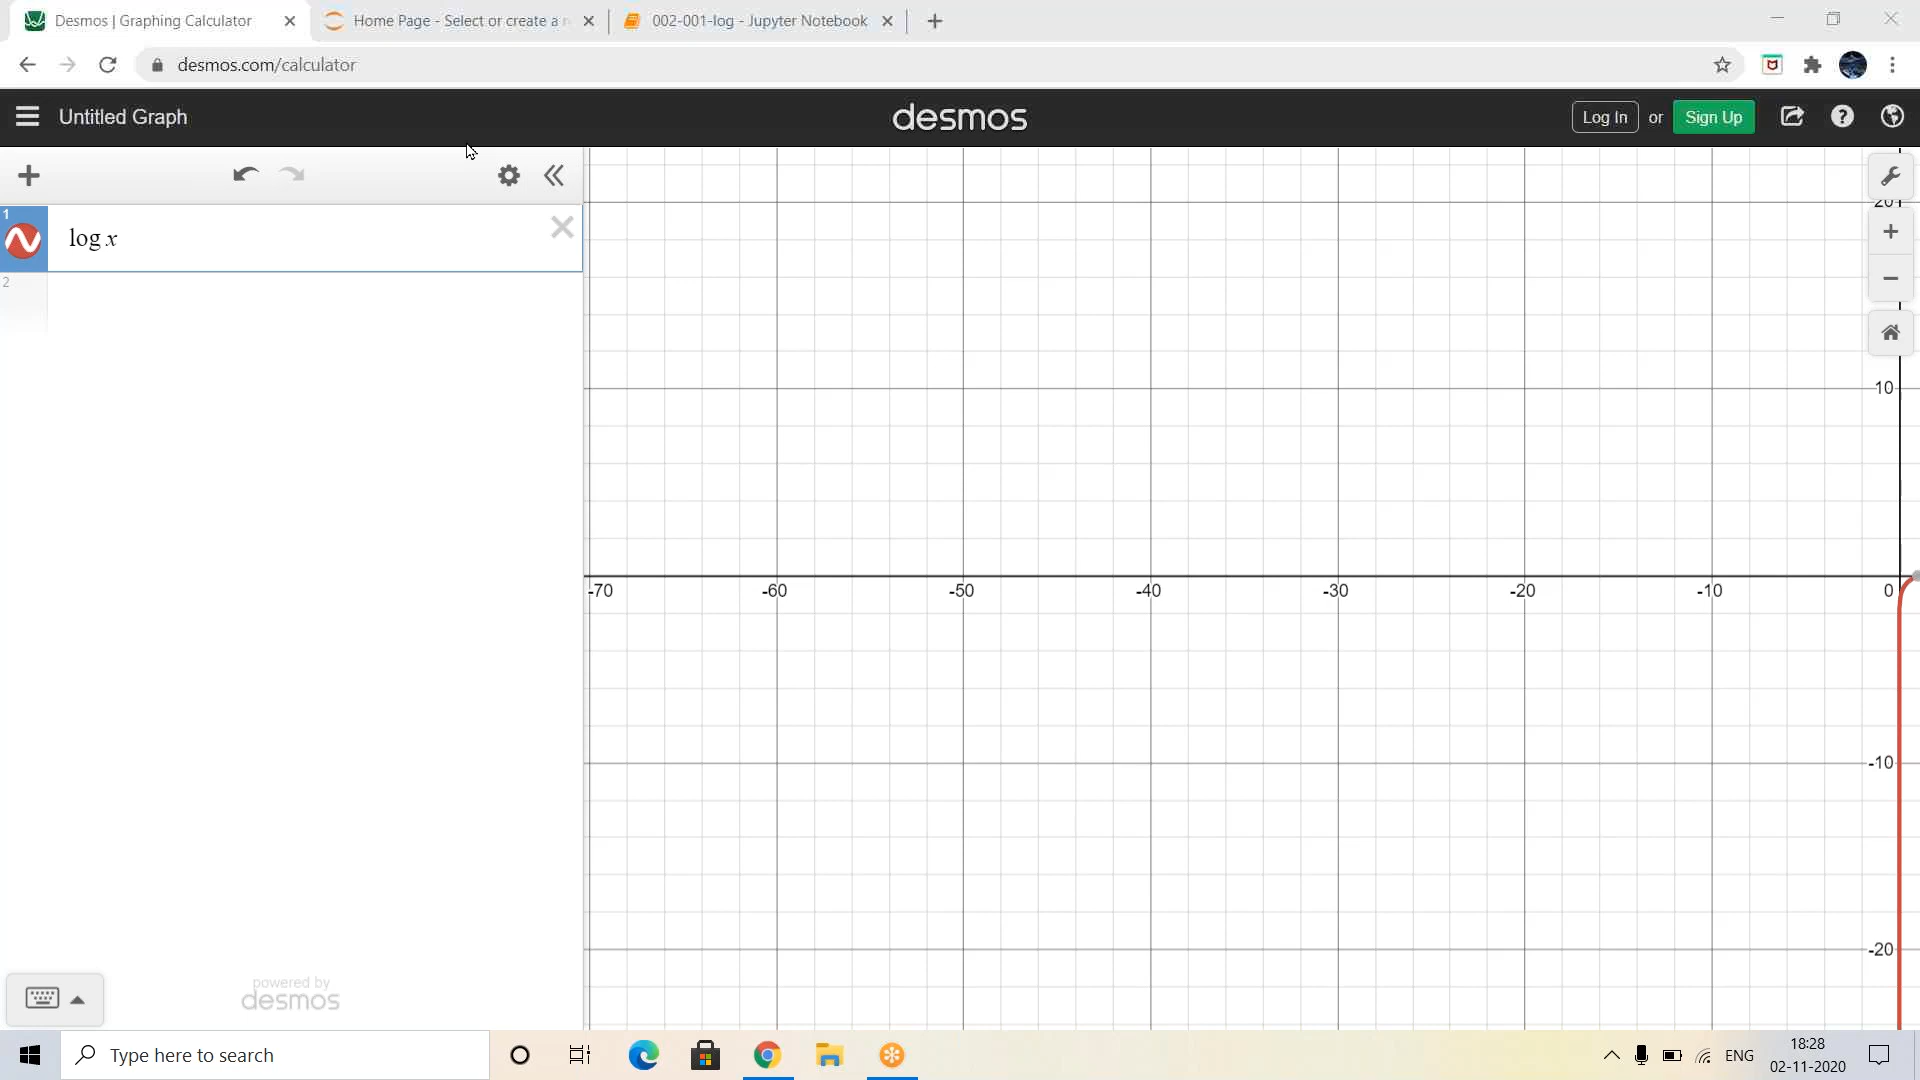 Desmos | Graphing Calculator
Home Page - Select or create a n
002-001-log - Jupyter Notebook
desmos.com/calculator
Untitled Graph
desmos
Log In or Sign Up
1
log x
2
20
10
-70 -60 -50 -40 -30 -20 -10 0
-10
-20
powered by
desmos
Type here to search
ENG
18:28
02-11-2020